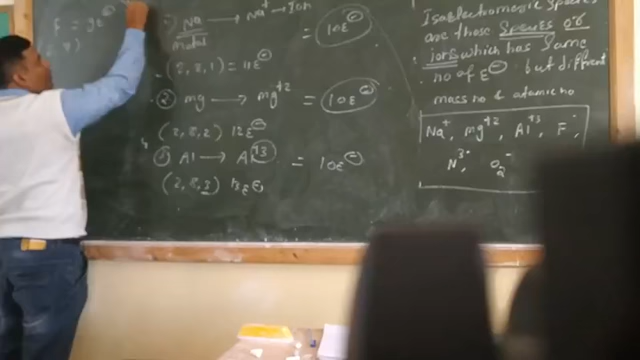 F = 9e⊖
7)
① Na → Na⁺ → Ion = 10e⊖
metal
(2, 8, 1) = 11e⊖
② mg → mg⁺² = 10e⊖
(2, 8, 2) 12e⊖
③ Al → Al⁺³ = 10e⊖
(2, 8, 3) 13e⊖
Isoelectronic Species
are those Species or
ions which has Same
no of e⊖ but different
mass no & atomic no
Na⁺, mg⁺², Al⁺³, F⁻,
N³⁻, O₂⁻